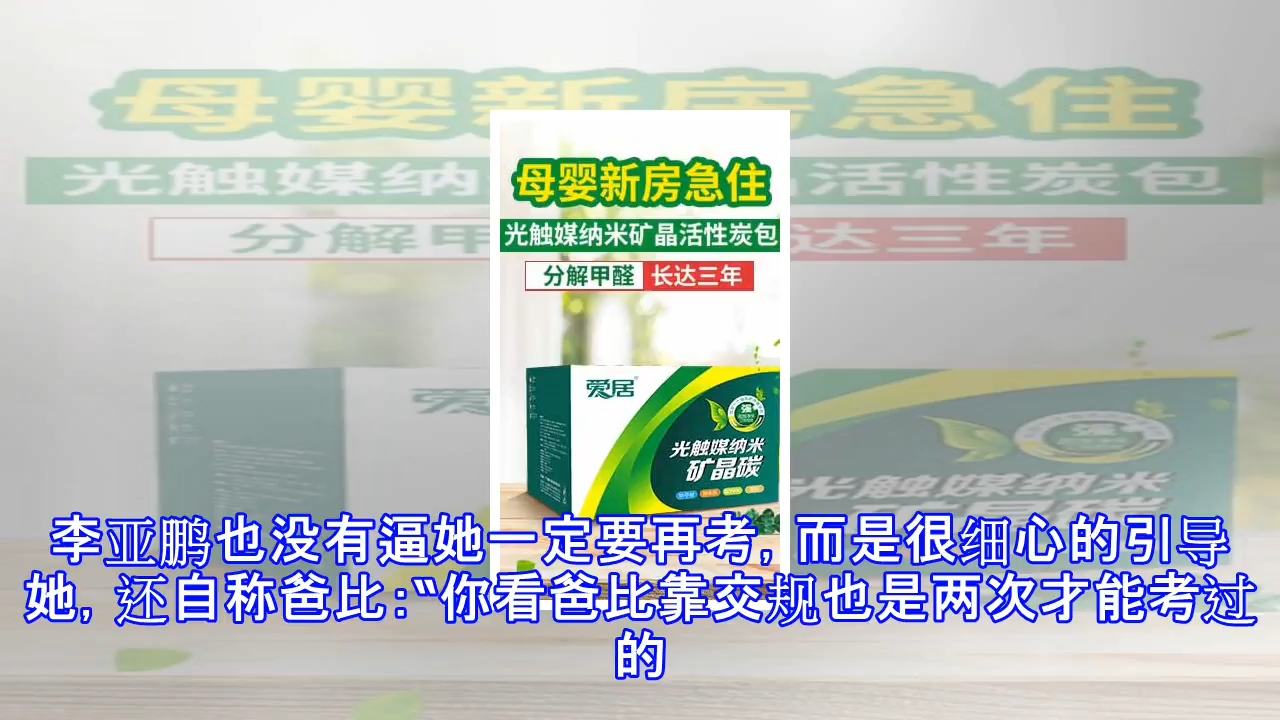 母婴新房急住
光触媒纳米矿晶活性炭包
分解甲醛 长达三年
爱居
强
光触媒纳米
矿晶碳
李亚鹏也没有逼她一定要再考,而是很细心的引导
她,还自称爸比:“你看爸比靠交规也是两次才能考过
的